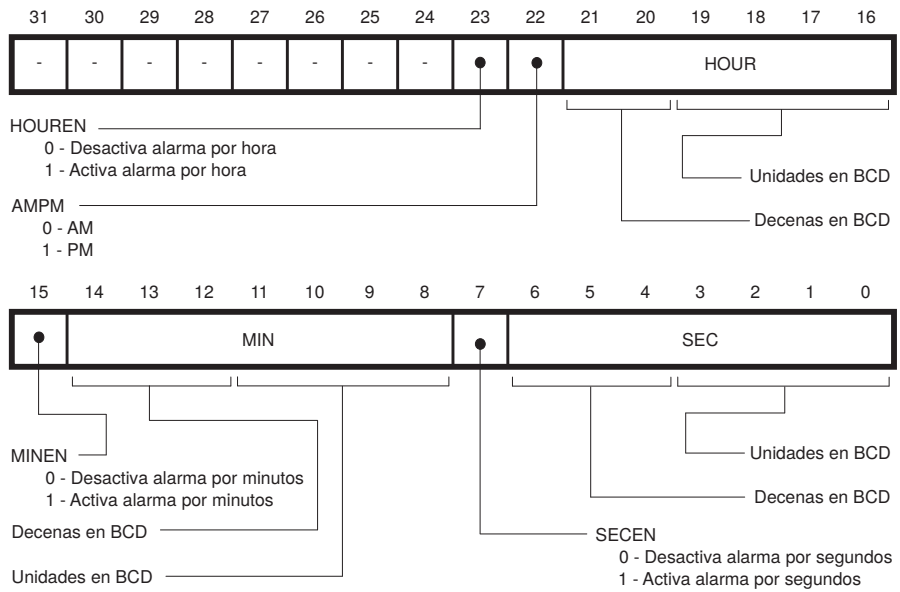 31 30 29 28 27 26 25 24 23 22 21 20 19 18 17 16
- - - - - - - - HOUR
HOUREN
0 - Desactiva alarma por hora
1 - Activa alarma por hora
Unidades en BCD
AMPM
Decenas en BCD
0 - AM
1 - PM
15 14 13 12 11 10 9 8 7 6 5 4 3 2 1 0
MIN SEC
MINEN
Unidades en BCD
0 - Desactiva alarma por minutos
1 - Activa alarma por minutos
Decenas en BCD
Decenas en BCD
SECEN
0 - Desactiva alarma por segundos
Unidades en BCD
1 - Activa alarma por segundos